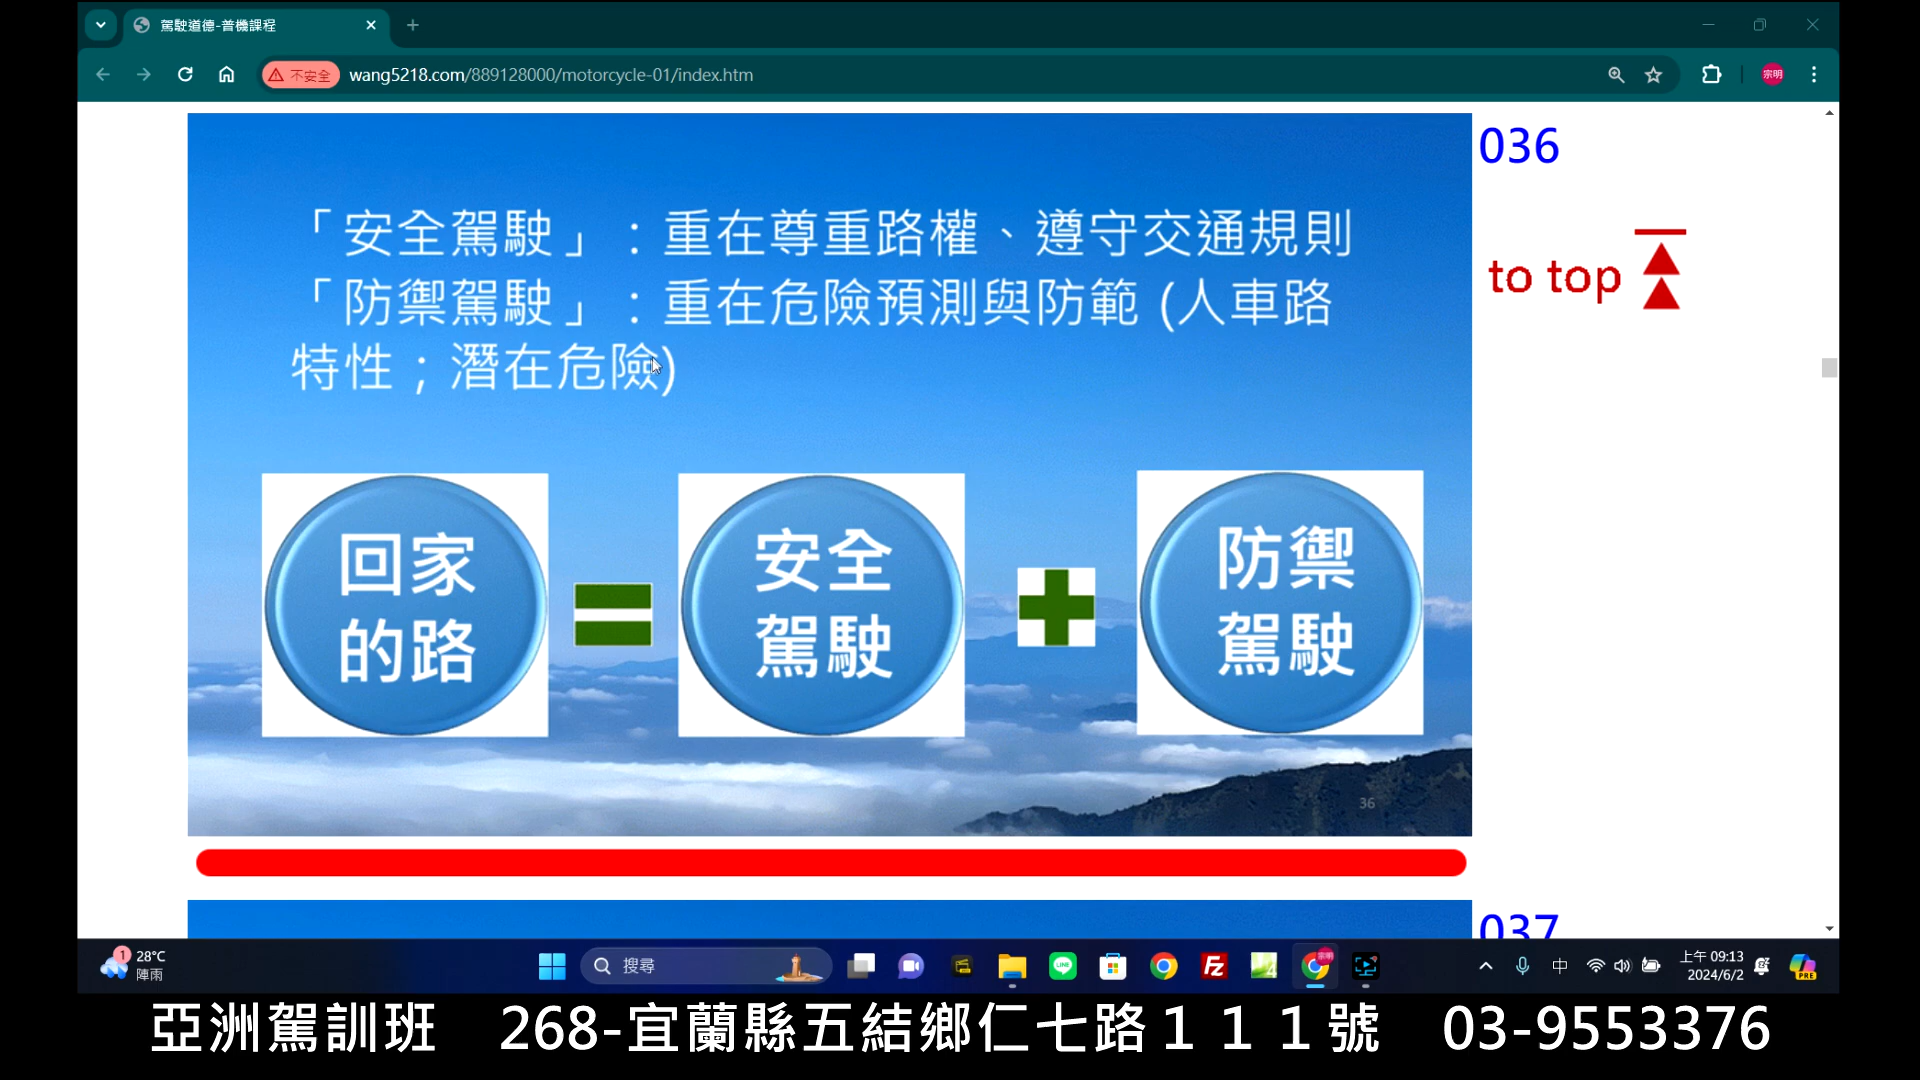 駕駛道德-普機課程
不安全
wang5218.com/889128000/motorcycle-01/index.htm
宗明
036
to top
「安全駕駛」：重在尊重路權、遵守交通規則
「防禦駕駛」：重在危險預測與防範 (人車路
特性；潛在危險)
回家
的路
安全
駕駛
防禦
駕駛
36
037
1
28°C
陣雨
搜尋
中
上午 09:13
2024/6/2
亞洲駕訓班　268-宜蘭縣五結鄉仁七路１１１號　03-9553376